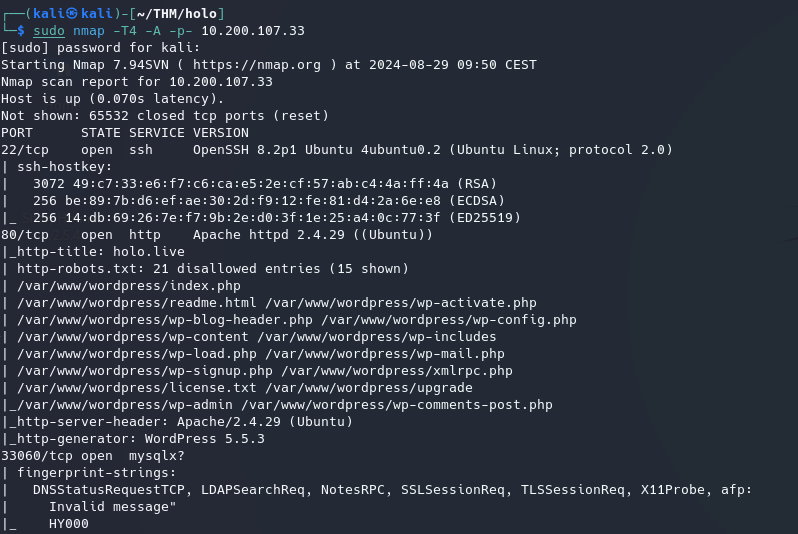 ┌──(kali㉿kali)-[~/THM/holo]
└─$ sudo nmap -T4 -A -p- 10.200.107.33
[sudo] password for kali:
Starting Nmap 7.94SVN ( https://nmap.org ) at 2024-08-29 09:50 CEST
Nmap scan report for 10.200.107.33
Host is up (0.070s latency).
Not shown: 65532 closed tcp ports (reset)
PORT      STATE SERVICE VERSION
22/tcp    open  ssh     OpenSSH 8.2p1 Ubuntu 4ubuntu0.2 (Ubuntu Linux; protocol 2.0)
| ssh-hostkey:
|   3072 49:c7:33:e6:f7:c6:ca:e5:2e:cf:57:ab:c4:4a:ff:4a (RSA)
|   256 be:89:7b:d6:ef:ae:30:2d:f9:12:fe:81:d4:2a:6e:e8 (ECDSA)
|_  256 14:db:69:26:7e:f7:9b:2e:d0:3f:1e:25:a4:0c:77:3f (ED25519)
80/tcp    open  http    Apache httpd 2.4.29 ((Ubuntu))
|_http-title: holo.live
| http-robots.txt: 21 disallowed entries (15 shown)
| /var/www/wordpress/index.php
| /var/www/wordpress/readme.html /var/www/wordpress/wp-activate.php
| /var/www/wordpress/wp-blog-header.php /var/www/wordpress/wp-config.php
| /var/www/wordpress/wp-content /var/www/wordpress/wp-includes
| /var/www/wordpress/wp-load.php /var/www/wordpress/wp-mail.php
| /var/www/wordpress/wp-signup.php /var/www/wordpress/xmlrpc.php
| /var/www/wordpress/license.txt /var/www/wordpress/upgrade
|_/var/www/wordpress/wp-admin /var/www/wordpress/wp-comments-post.php
|_http-server-header: Apache/2.4.29 (Ubuntu)
|_http-generator: WordPress 5.5.3
33060/tcp open  mysqlx?
| fingerprint-strings:
|   DNSStatusRequestTCP, LDAPSearchReq, NotesRPC, SSLSessionReq, TLSSessionReq, X11Probe, afp:
|     Invalid message"
|_    HY000